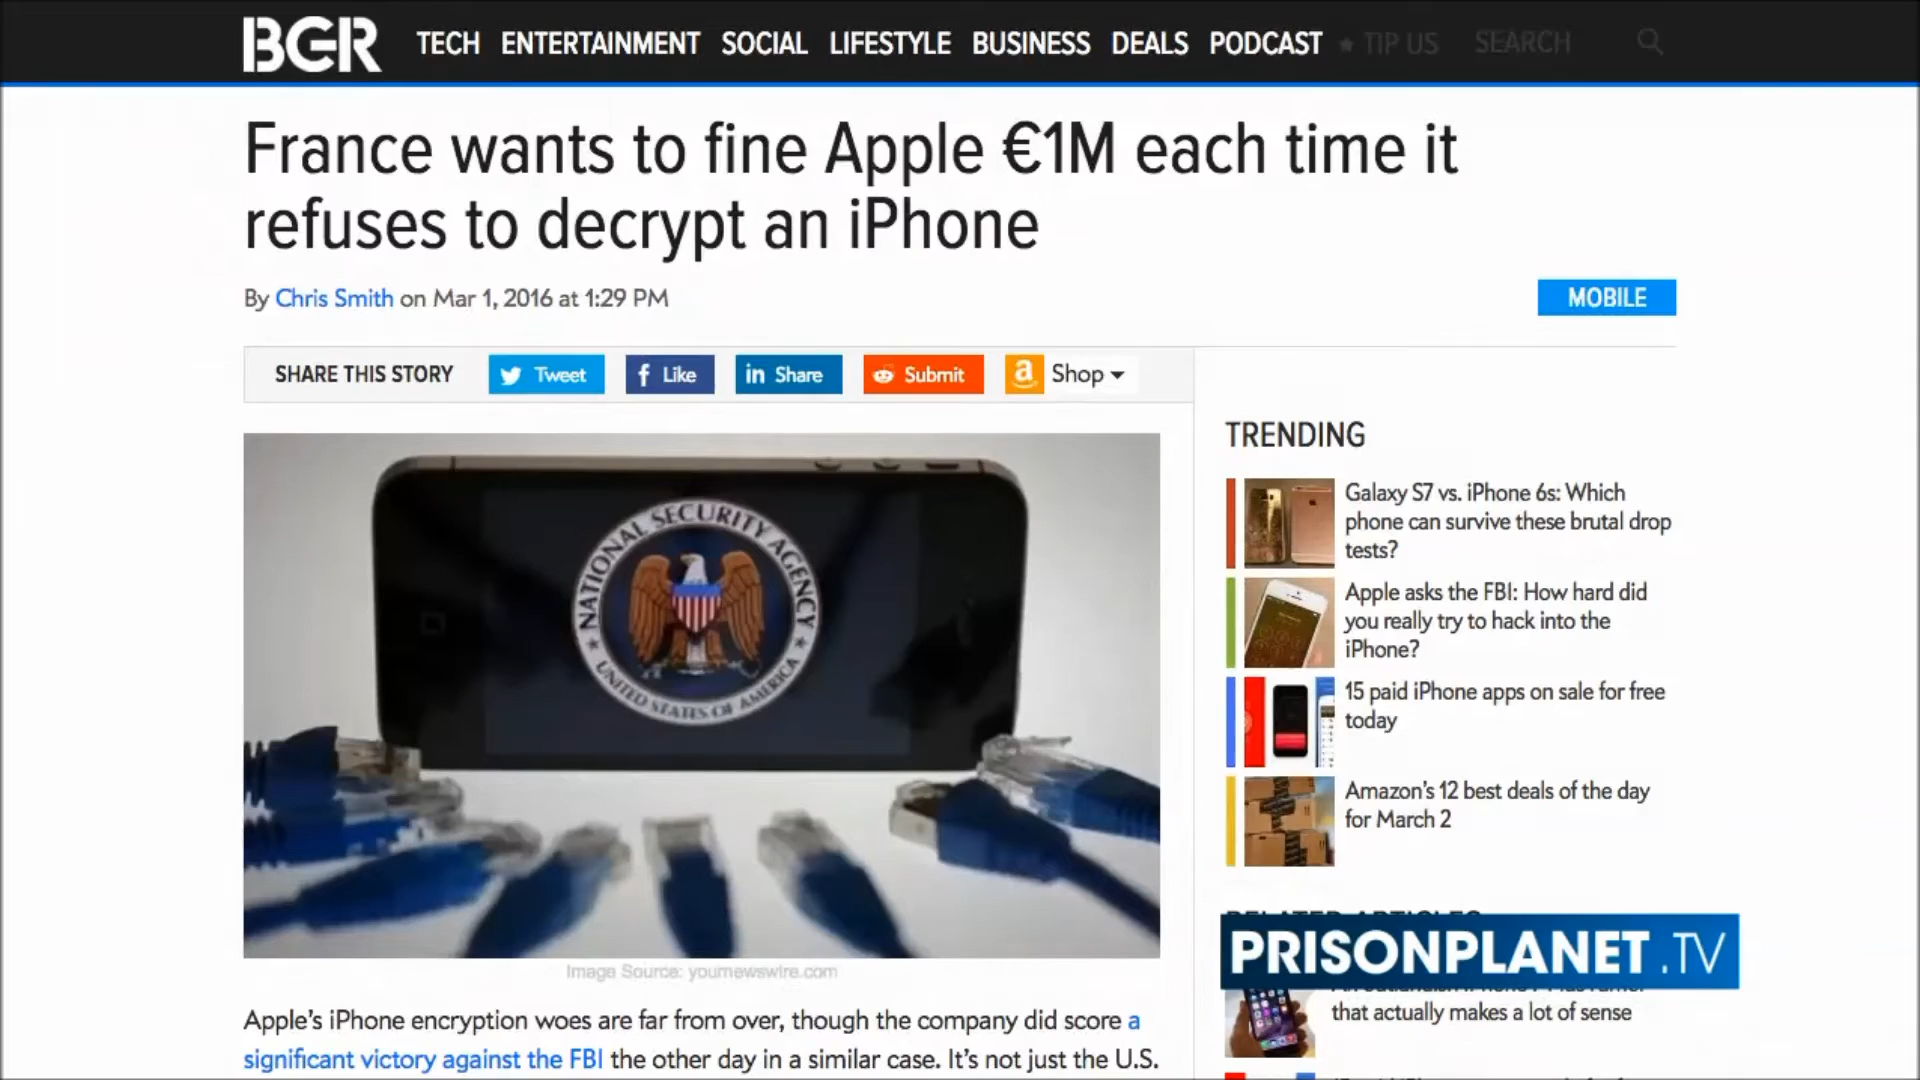 BGR TECH ENTERTAINMENT SOCIAL LIFESTYLE BUSINESS DEALS PODCAST ★ TIP US SEARCH
France wants to fine Apple €1M each time it
refuses to decrypt an iPhone
By Chris Smith on Mar 1, 2016 at 1:29 PM
MOBILE
SHARE THIS STORY Tweet Like Share Submit Shop
NATIONAL SECURITY AGENCY
UNITED STATES OF AMERICA
Image Source: yournewswire.com
Apple's iPhone encryption woes are far from over, though the company did score a
significant victory against the FBI the other day in a similar case. It's not just the U.S.
TRENDING
Galaxy S7 vs. iPhone 6s: Which
phone can survive these brutal drop
tests?
Apple asks the FBI: How hard did
you really try to hack into the
iPhone?
15 paid iPhone apps on sale for free
today
Amazon's 12 best deals of the day
for March 2
PRISONPLANET.TV
that actually makes a lot of sense